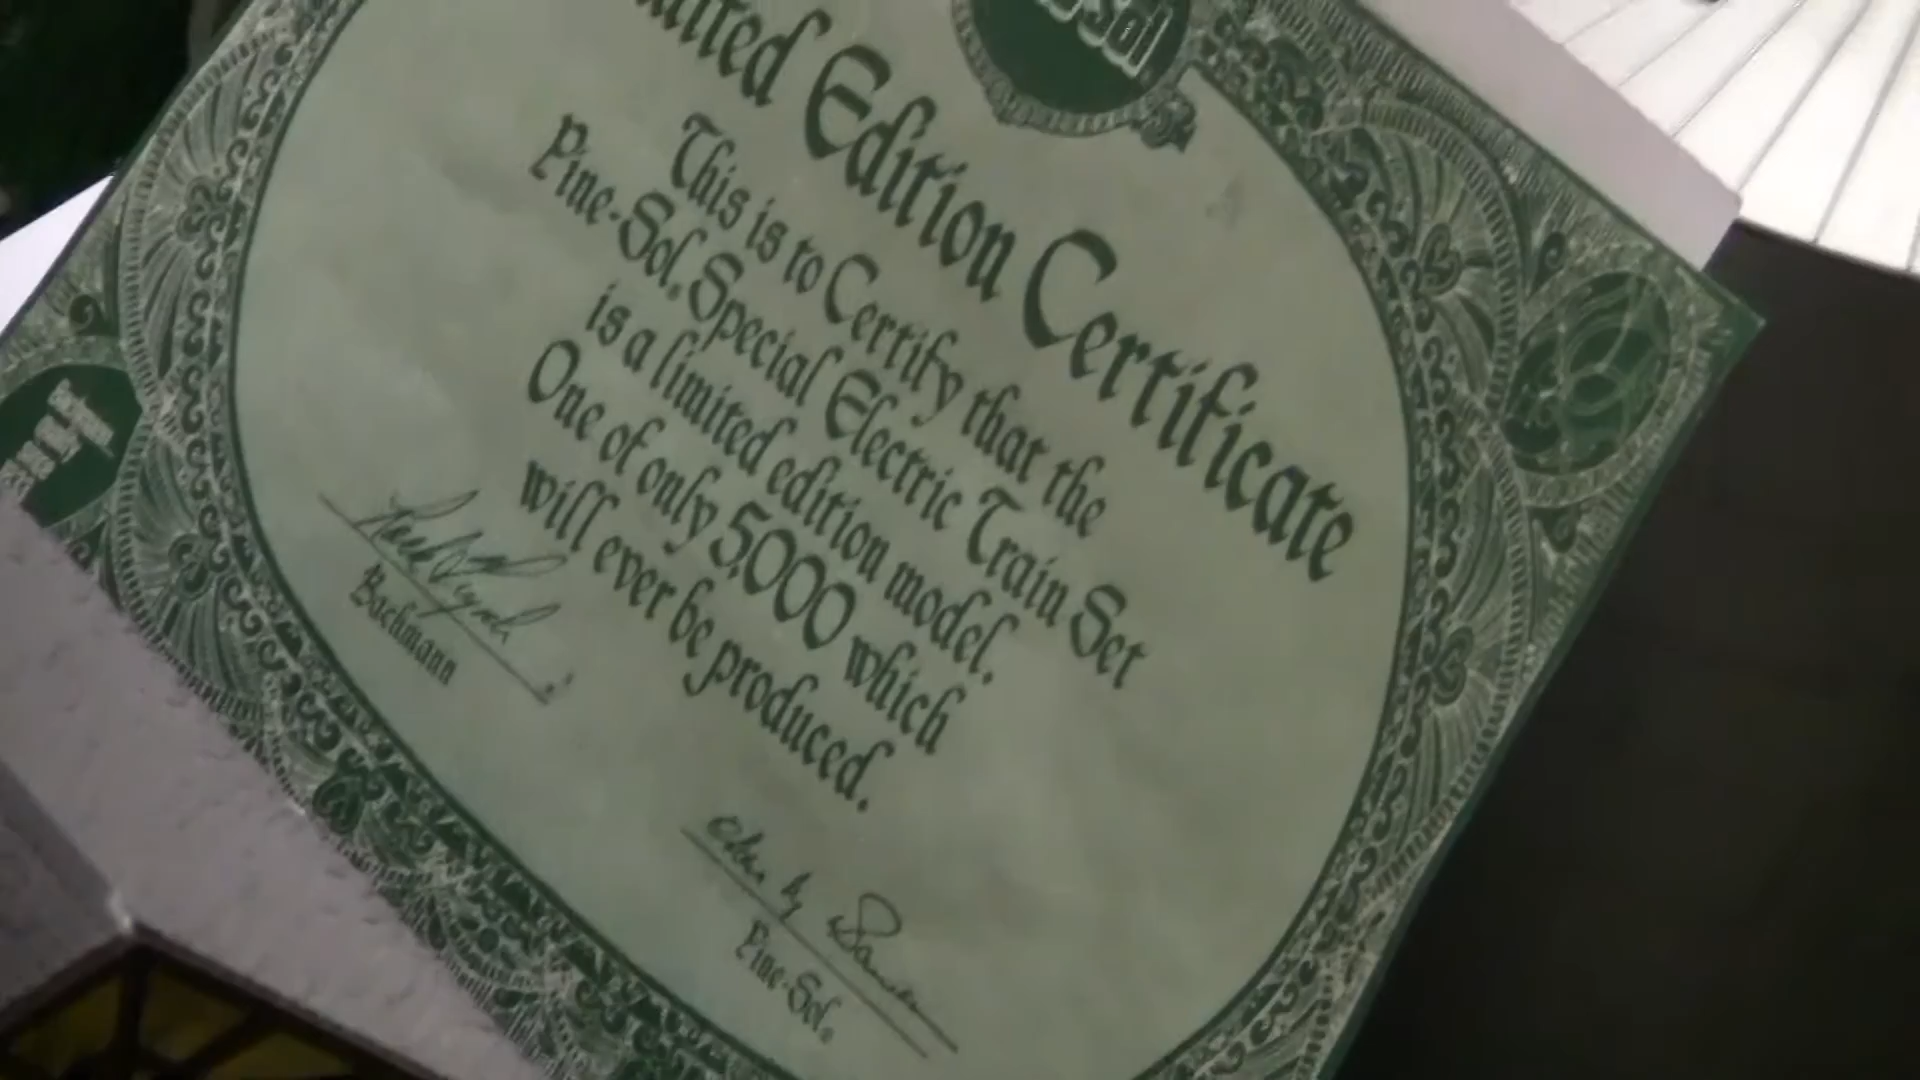 Edition Certificate
This is to Certify that the
Pine-Sol® Special Electric Train Set
is a limited edition model.
One of only 5,000 which
will ever be produced.
Bachmann
Pine-Sol®